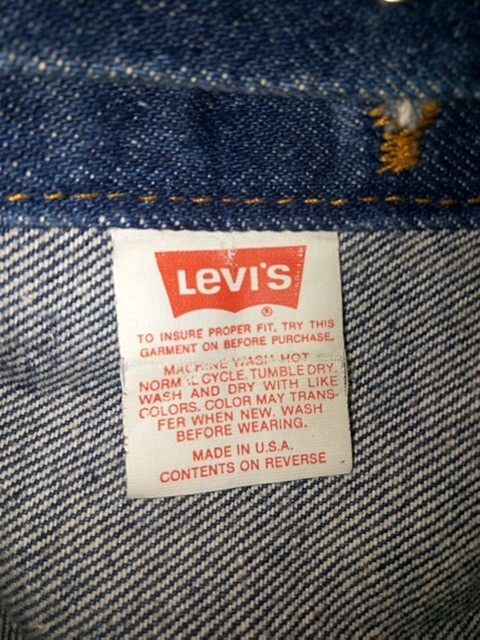 LEVI'S
®
TO INSURE PROPER FIT, TRY THIS
GARMENT ON BEFORE PURCHASE.
MACHINE WASH HOT
NORMAL CYCLE. TUMBLE DRY.
WASH AND DRY WITH LIKE
COLORS. COLOR MAY TRANS-
FER WHEN NEW. WASH
BEFORE WEARING.
MADE IN U.S.A.
CONTENTS ON REVERSE